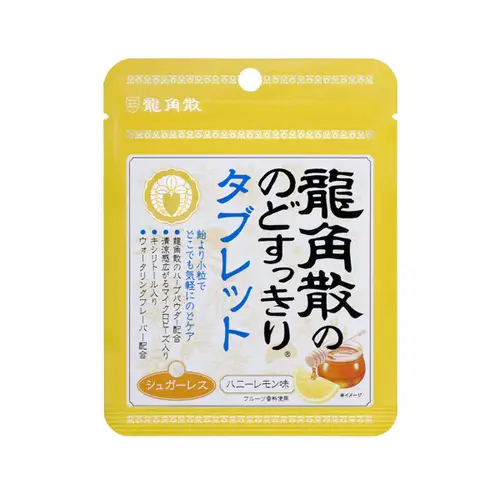 龍角散
龍角散の
のどすっきり®
タブレット
飴より小粒で
どこでも気軽にのどケア
●龍角散のハーブパウダー配合
●清涼感広がるマイクロビーズ入り
●キシリトール入り
●ウォータリングフレーバー配合
シュガーレス
ハニーレモン味
フルーツ香料使用
※イメージ